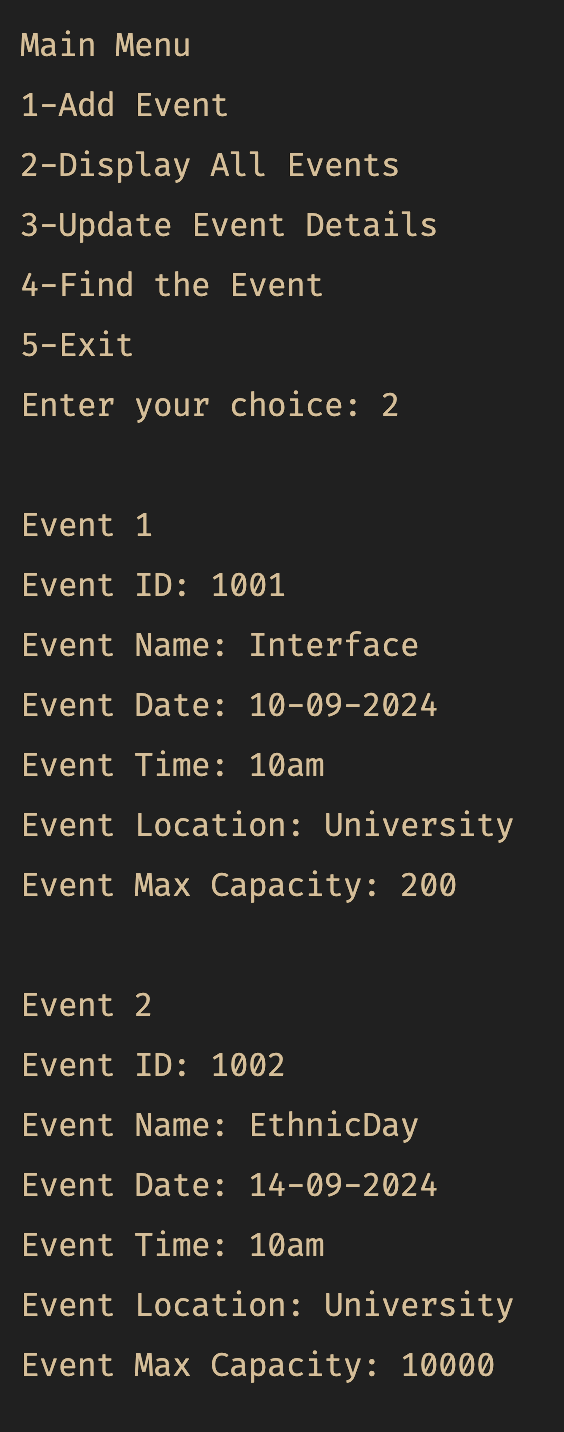 Main Menu
1-Add Event
2-Display All Events
3-Update Event Details
4-Find the Event
5-Exit
Enter your choice: 2
Event 1
Event ID: 1001
Event Name: Interface
Event Date: 10-09-2024
Event Time: 10am
Event Location: University
Event Max Capacity: 200
Event 2
Event ID: 1002
Event Name: EthnicDay
Event Date: 14-09-2024
Event Time: 10am
Event Location: University
Event Max Capacity: 10000